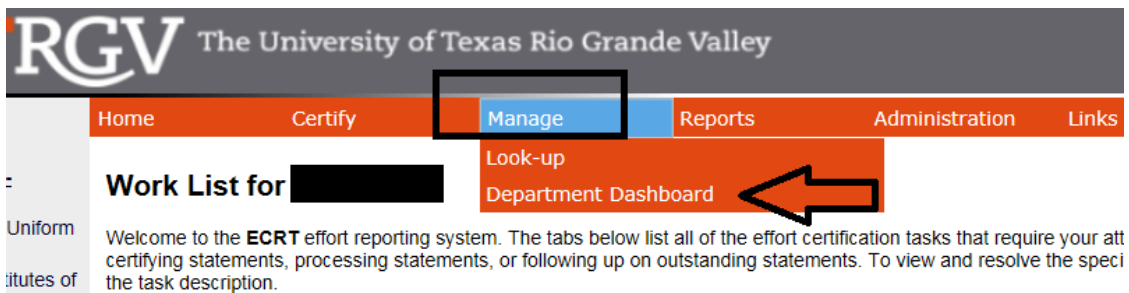 RGV The University of Texas Rio Grande Valley
Home Certify Manage Reports Administration Links
Look-up
Department Dashboard
Work List for
Uniform
Welcome to the ECRT effort reporting system. The tabs below list all of the effort certification tasks that require your att
certifying statements, processing statements, or following up on outstanding statements. To view and resolve the speci
titutes of
the task description.